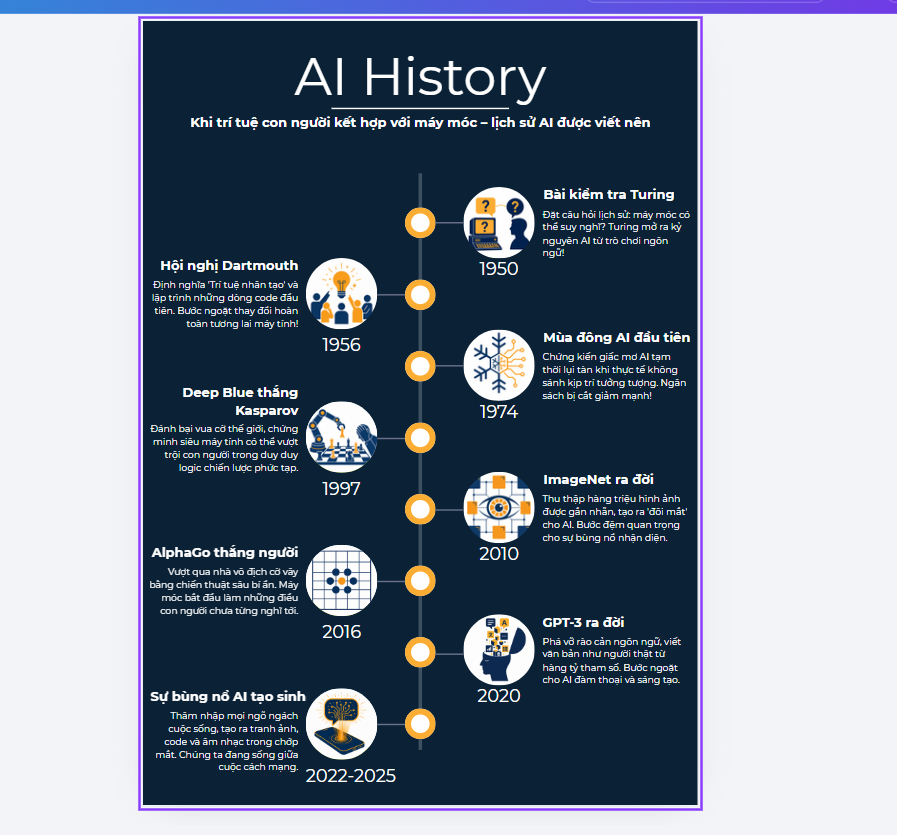 AI History
Khi trí tuệ con người kết hợp với máy móc – lịch sử AI được viết nên
Bài kiểm tra Turing
Đặt câu hỏi lịch sử: máy móc có
thể suy nghĩ? Turing mở ra kỷ
nguyên AI từ trò chơi ngôn
ngữ!
1950
Hội nghị Dartmouth
Định nghĩa 'Trí tuệ nhân tạo' và
lập trình những dòng code đầu
tiên. Bước ngoặt thay đổi hoàn
toàn tương lai máy tính!
1956
Mùa đông AI đầu tiên
Chứng kiến giấc mơ AI tạm
thời lụi tàn khi thực tế không
sánh kịp trí tưởng tượng. Ngân
sách bị cắt giảm mạnh!
1974
Deep Blue thắng
Kasparov
Đánh bại vua cờ thế giới, chứng
minh siêu máy tính có thể vượt
trội con người trong duy duy
logic chiến lược phức tạp.
1997
ImageNet ra đời
Thu thập hàng triệu hình ảnh
được gắn nhãn, tạo ra 'đôi mắt'
cho AI. Bước đệm quan trọng
cho sự bùng nổ nhận diện.
2010
AlphaGo thắng người
Vượt qua nhà vô địch cờ vây
bằng chiến thuật sâu bí ẩn. Máy
móc bắt đầu làm những điều
con người chưa từng nghĩ tới.
2016
GPT-3 ra đời
Phá vỡ rào cản ngôn ngữ, viết
văn bản như người thật từ
hàng tỷ tham số. Bước ngoặt
cho AI đàm thoại và sáng tạo.
2020
Sự bùng nổ AI tạo sinh
Thâm nhập mọi ngõ ngách
cuộc sống, tạo ra tranh ảnh,
code và âm nhạc trong chớp
mắt. Chúng ta đang sống giữa
cuộc cách mạng.
2022-2025